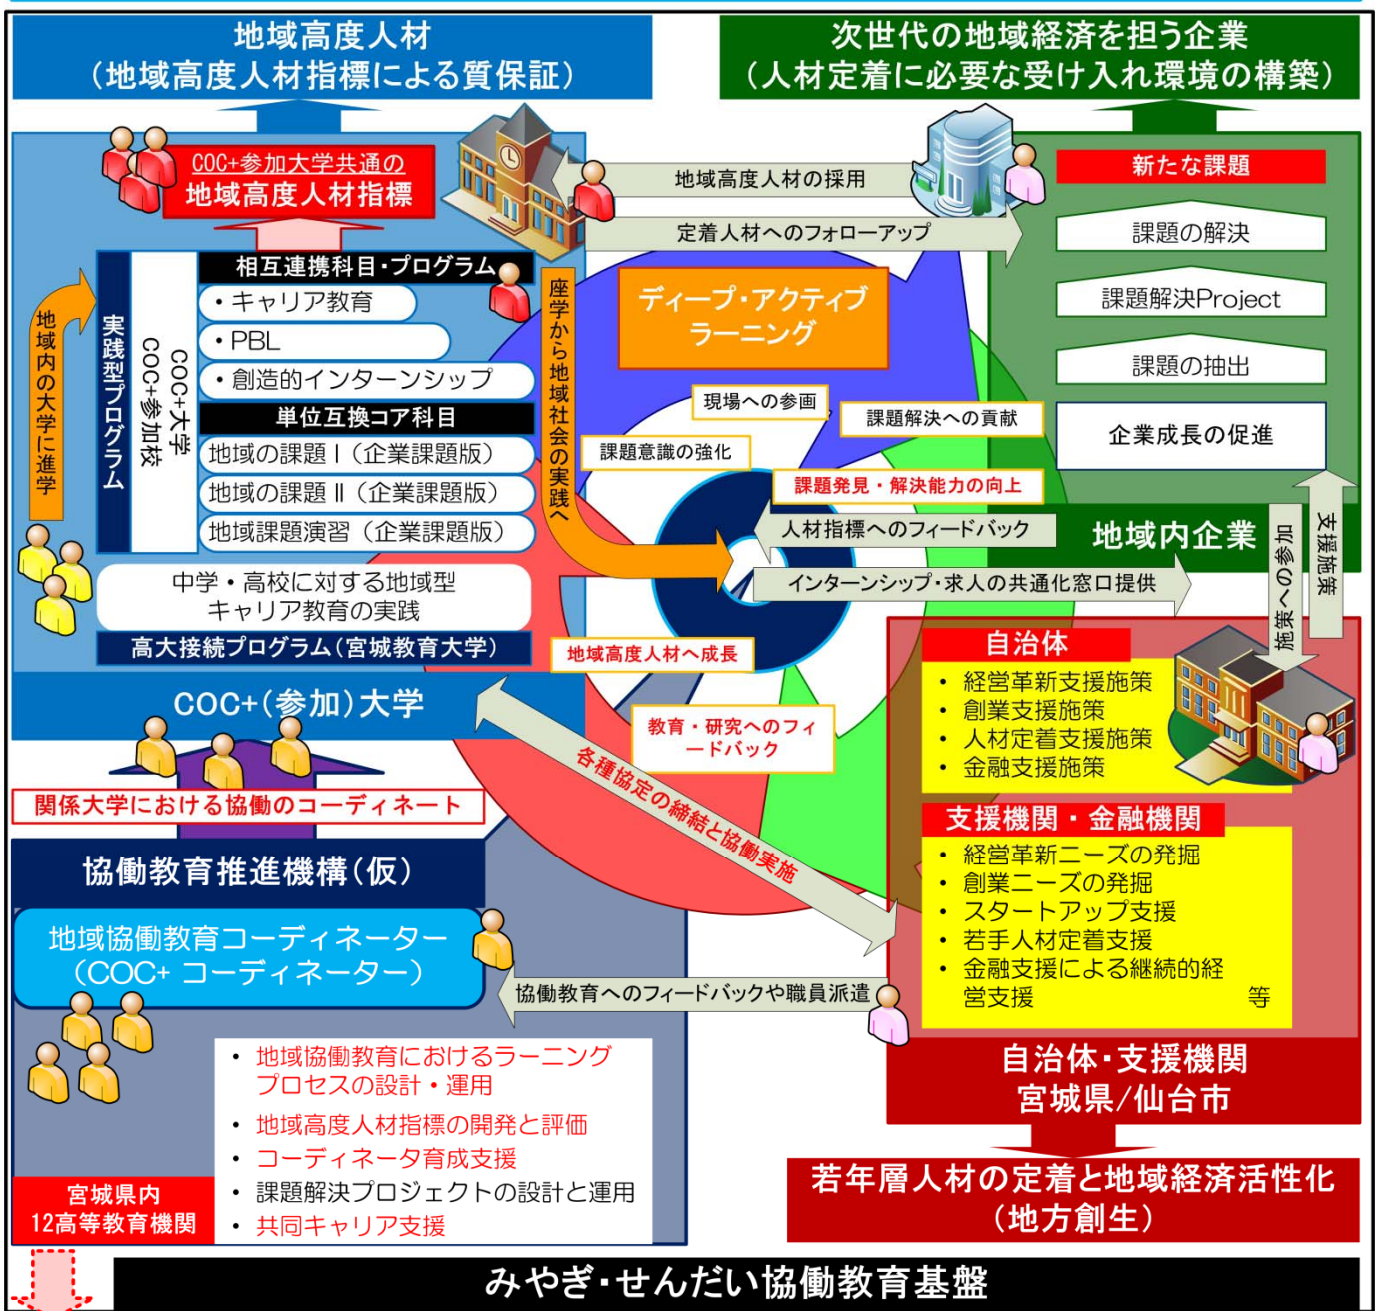 地域高度人材
（地域高度人材指標による質保証）
次世代の地域経済を担う企業
（人材定着に必要な受け入れ環境の構築）
COC+参加大学共通の
地域高度人材指標
地域高度人材の採用
定着人材へのフォローアップ
新たな課題
課題の解決
課題解決Project
課題の抽出
企業成長の促進
地域内企業
地域内の大学に進学
実践型プログラム
COC+大学
COC+参加校
相互連携科目・プログラム
・キャリア教育
・PBL
・創造的インターンシップ
単位互換コア科目
地域の課題Ⅰ（企業課題版）
地域の課題Ⅱ（企業課題版）
地域課題演習（企業課題版）
中学・高校に対する地域型
キャリア教育の実践
高大接続プログラム（宮城教育大学）
COC+（参加）大学
座学から地域社会の実践へ
ディープ・アクティブ
ラーニング
現場への参画
課題解決への貢献
課題意識の強化
課題発見・解決能力の向上
人材指標へのフィードバック
インターンシップ・求人の共通化窓口提供
地域高度人材へ成長
教育・研究へのフィ
ードバック
各種協定の締結と協働実施
施策への参加
支援施策
自治体
• 経営革新支援施策
• 創業支援施策
• 人材定着支援施策
• 金融支援施策
支援機関・金融機関
• 経営革新ニーズの発掘
• 創業ニーズの発掘
• スタートアップ支援
• 若手人材定着支援
• 金融支援による継続的経
営支援 等
自治体・支援機関
宮城県/仙台市
若年層人材の定着と地域経済活性化
（地方創生）
関係大学における協働のコーディネート
協働教育推進機構（仮）
地域協働教育コーディネーター
（COC+ コーディネーター）
協働教育へのフィードバックや職員派遣
• 地域協働教育におけるラーニング
プロセスの設計・運用
• 地域高度人材指標の開発と評価
• コーディネータ育成支援
• 課題解決プロジェクトの設計と運用
• 共同キャリア支援
宮城県内
12高等教育機関
みやぎ・せんだい協働教育基盤